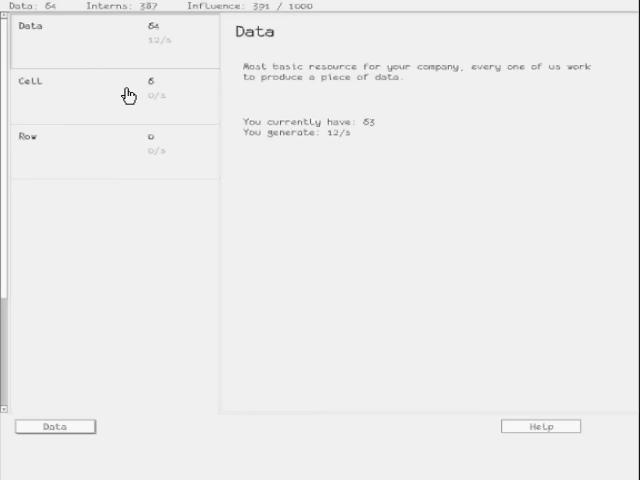 Data: 64 Interns: 387 Influence: 391 / 1000
Data 64
12/s
Data
Most basic resource for your company, every one of us work
to produce a piece of data.
Cell 6
0/s
You currently have: 63
You generate: 12/s
Row 0
0/s
Data
Help